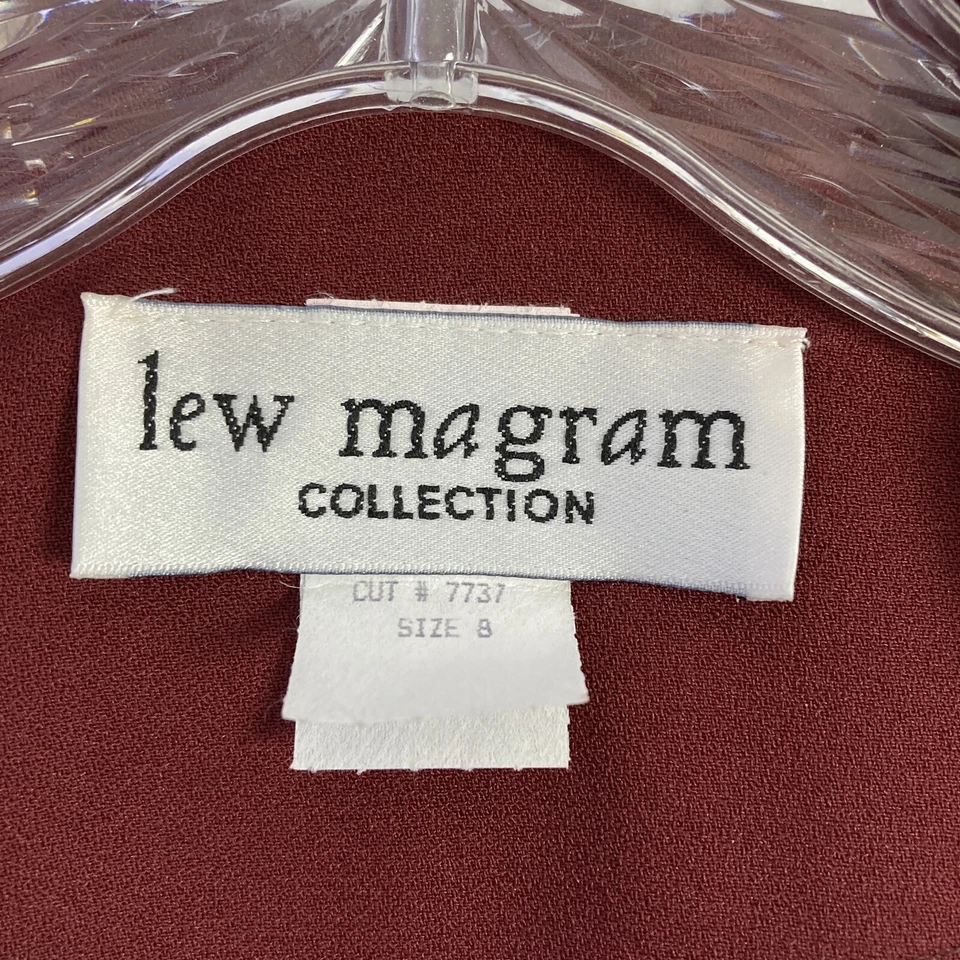 lew magram
COLLECTION
CUT # 7737
SIZE 8